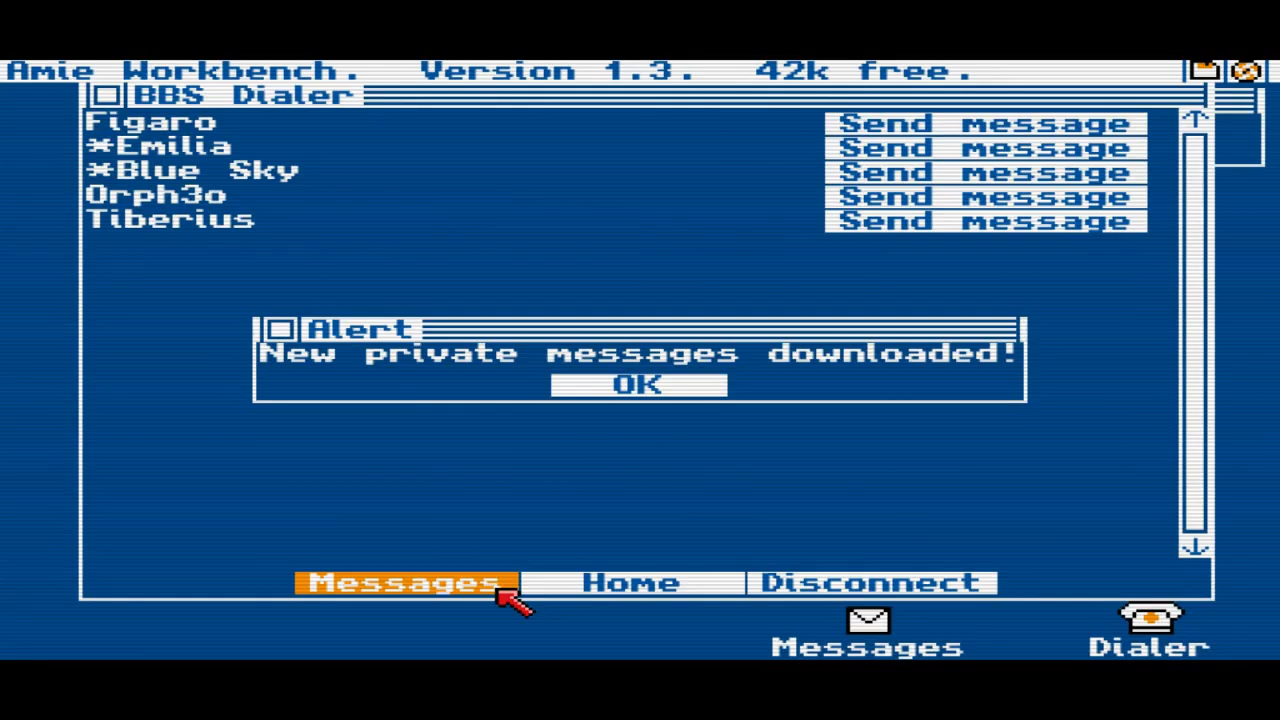 Amie Workbench. Version 1.3. 42k free.
BBS Dialer
Figaro Send message
*Emilia Send message
*Blue Sky Send message
Orph3o Send message
Tiberius Send message
Alert
New private messages downloaded!
OK
Messages Home Disconnect
Messages Dialer